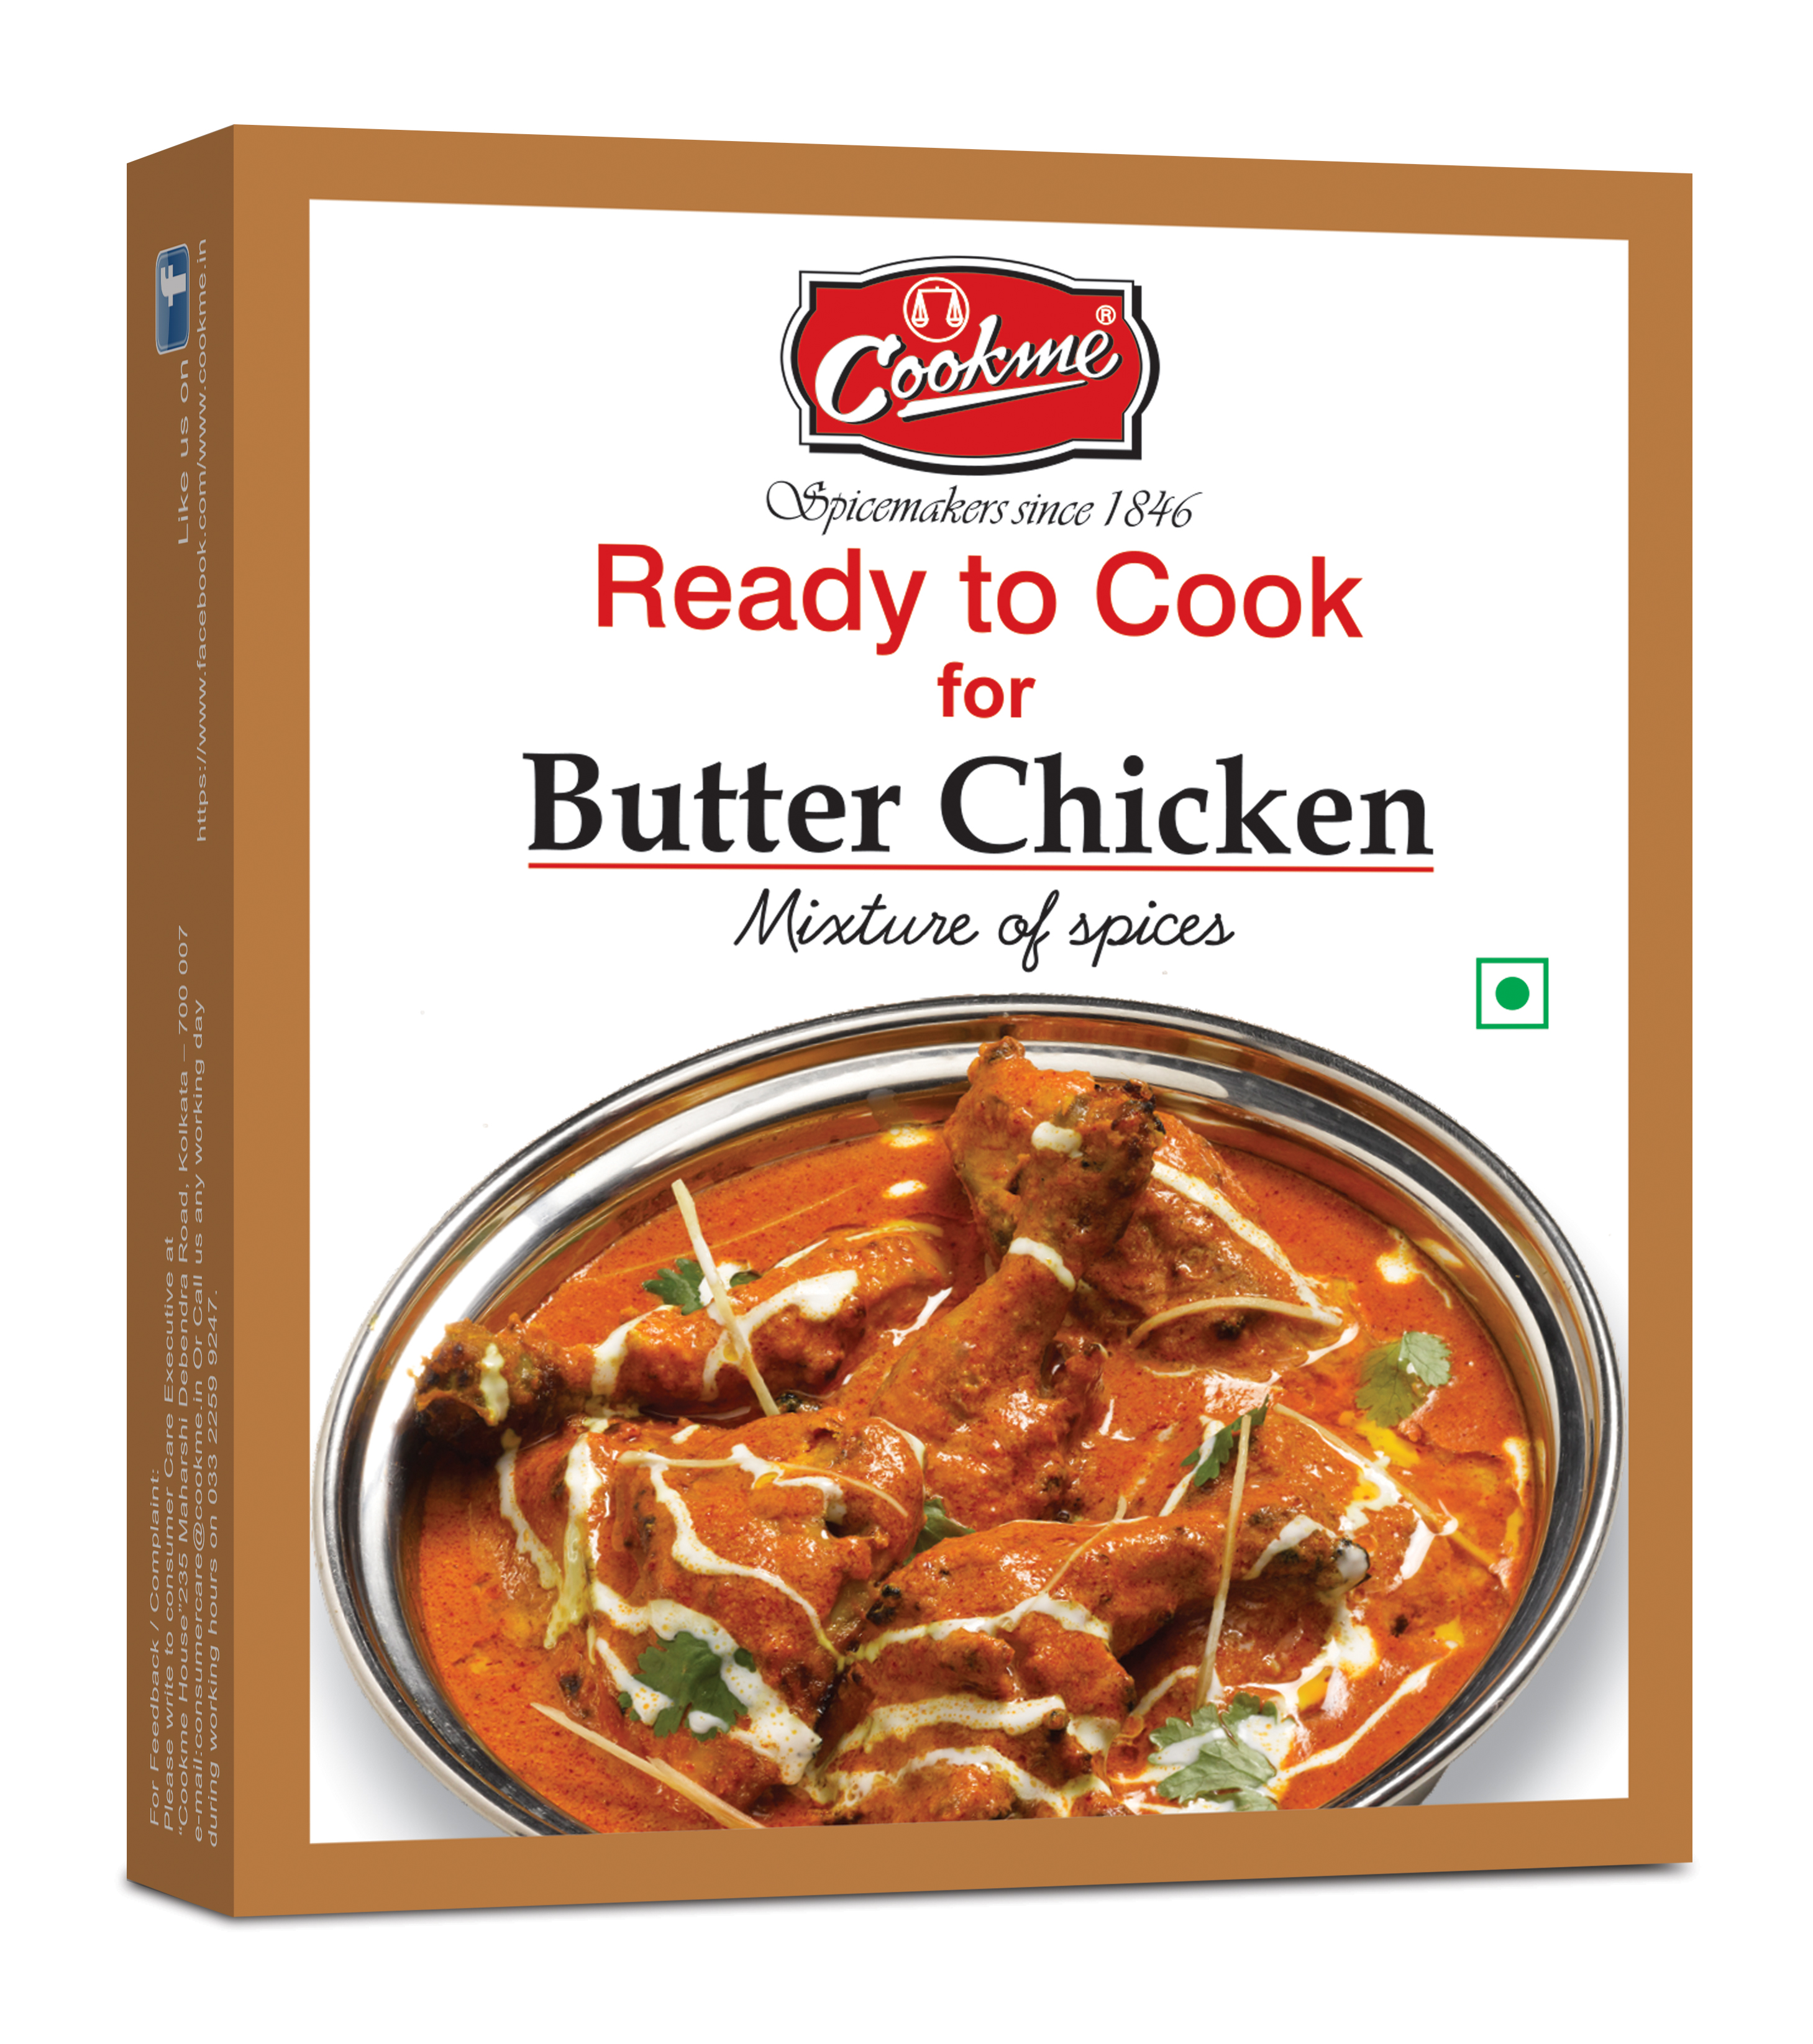 Cookme®
Spicemakers since 1846
Ready to Cook
for
Butter Chicken
Mixture of spices
Like us on f
https://www.facebook.com/www.cookme.in
For Feedback / Complaint:
Please write to consumer Care Executive at
"Cookme House"235 Maharshi Debendra Road, Kolkata – 700 007
e-mail:consumercare@cookme.in Or Call us any working day
during working hours on 033 2259 9247.